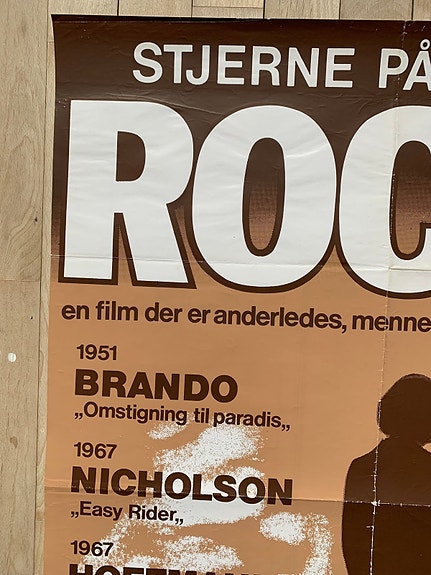 STJERNE PÅ
ROC
en film der er anderledes, menne
1951
BRANDO
„Omstigning til paradis„
1967
NICHOLSON
„Easy Rider„
1967
HOFFMAN